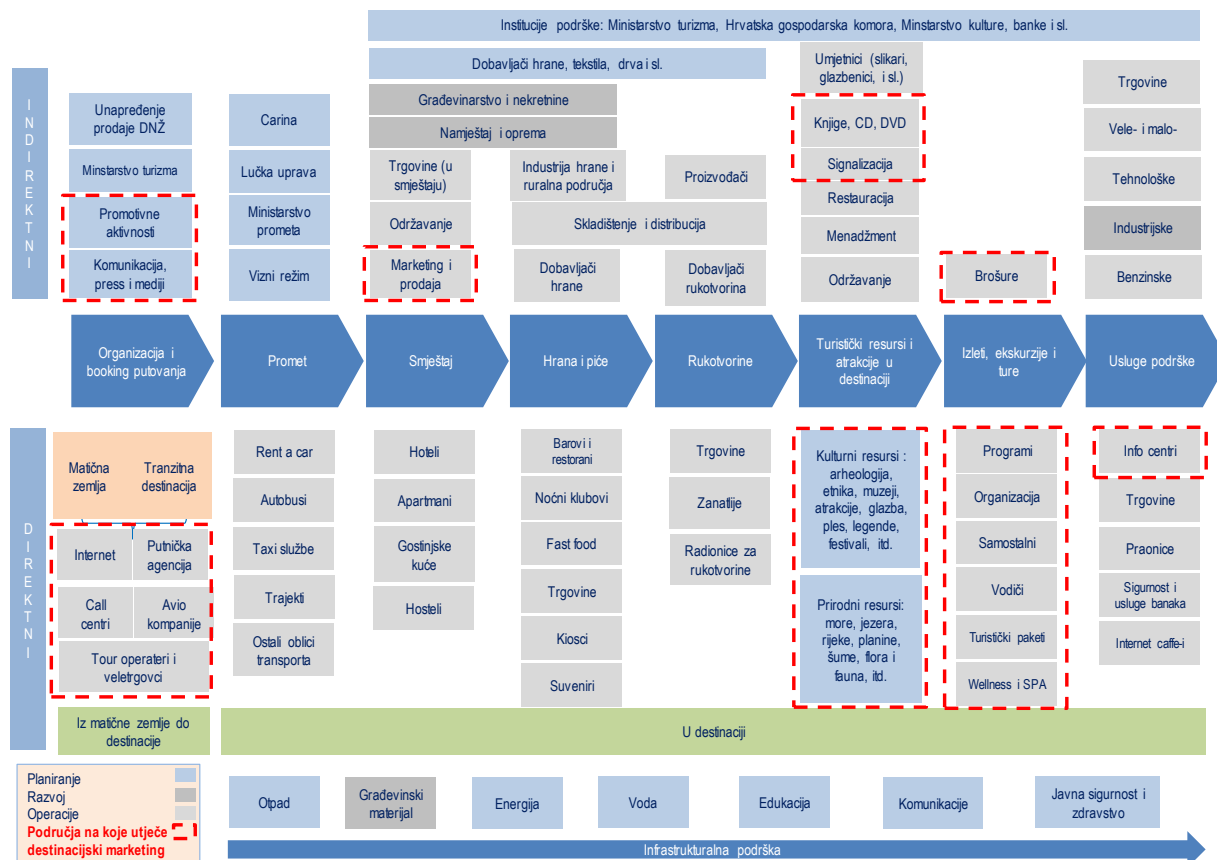 Institucije podrške: Ministarstvo turizma, Hrvatska gospodarska komora, Minstarstvo kulture, banke i sl.
INDIREKTNI
Unapređenje
prodaje DNŽ
Minstarstvo turizma
Promotivne
aktivnosti
Komunikacija,
press i mediji
Carina
Lučka uprava
Ministarstvo
prometa
Vizni režim
Dobavljači hrane, tekstila, drva i sl.
Građevinarstvo i nekretnine
Namještaj i oprema
Trgovine (u
smještaju)
Održavanje
Marketing i
prodaja
Industrija hrane i
ruralna područja
Skladištenje i distribucija
Dobavljači
hrane
Proizvođači
Dobavljači
rukotvorina
Umjetnici (slikari,
glazbenici, i sl.)
Knjige, CD, DVD
Signalizacija
Restauracija
Menadžment
Održavanje
Brošure
Trgovine
Vele- i malo-
Tehnološke
Industrijske
Benzinske
Organizacija i
booking putovanja
Promet
Smještaj
Hrana i piće
Rukotvorine
Turistički resursi i
atrakcije u
destinaciji
Izleti, ekskurzije i
ture
Usluge podrške
DIREKTNI
Matična
zemlja
Tranzitna
destinacija
Internet
Putnička
agencija
Call
centri
Avio
kompanije
Tour operateri i
veletrgovci
Rent a car
Autobusi
Taxi službe
Trajekti
Ostali oblici
transporta
Hoteli
Apartmani
Gostinjske
kuće
Hosteli
Barovi i
restorani
Noćni klubovi
Fast food
Trgovine
Kiosci
Suveniri
Trgovine
Zanatlije
Radionice za
rukotvorine
Kulturni resursi :
arheologija,
etnika, muzeji,
atrakcije, glazba,
ples, legende,
festivali, itd.
Prirodni resursi:
more, jezera,
rijeke, planine,
šume, flora i
fauna, itd.
Programi
Organizacija
Samostalni
Vodiči
Turistički paketi
Wellness i SPA
Info centri
Trgovine
Praonice
Sigurnost i
usluge banaka
Internet caffe-i
Iz matične zemlje do
destinacije
U destinaciji
Planiranje
Razvoj
Operacije
Područja na koje utječe
destinacijski marketing
Otpad
Građevinski
materijal
Energija
Voda
Edukacija
Komunikacije
Javna sigurnost i
zdravstvo
Infrastrukturalna podrška